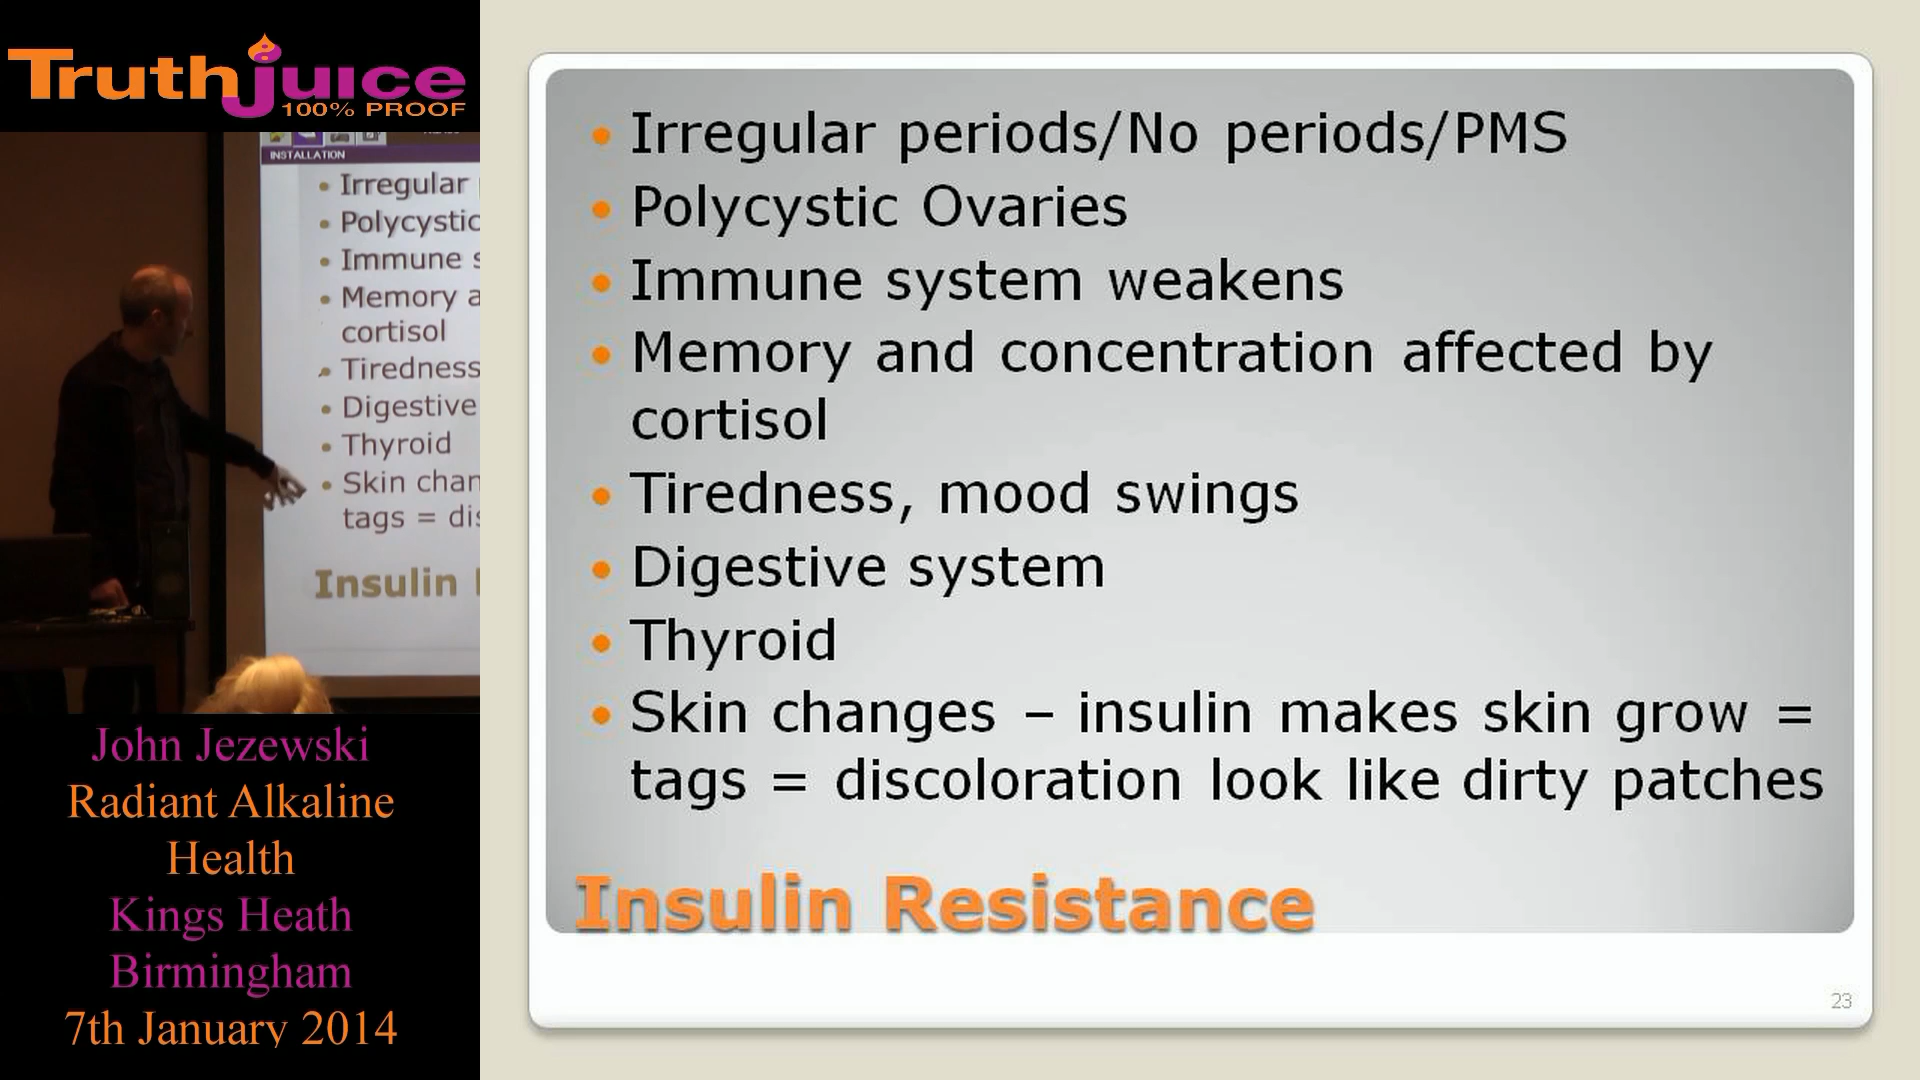 Truthjuice
100% PROOF
INSTALLATION
• Irregular
• Polycystic
• Immune s
• Memory a
cortisol
• Tiredness
• Digestive
• Thyroid
• Skin chan
tags = dis
Insulin
John Jezewski
Radiant Alkaline
Health
Kings Heath
Birmingham
7th January 2014
• Irregular periods/No periods/PMS
• Polycystic Ovaries
• Immune system weakens
• Memory and concentration affected by
cortisol
• Tiredness, mood swings
• Digestive system
• Thyroid
• Skin changes – insulin makes skin grow =
tags = discoloration look like dirty patches
Insulin Resistance
23